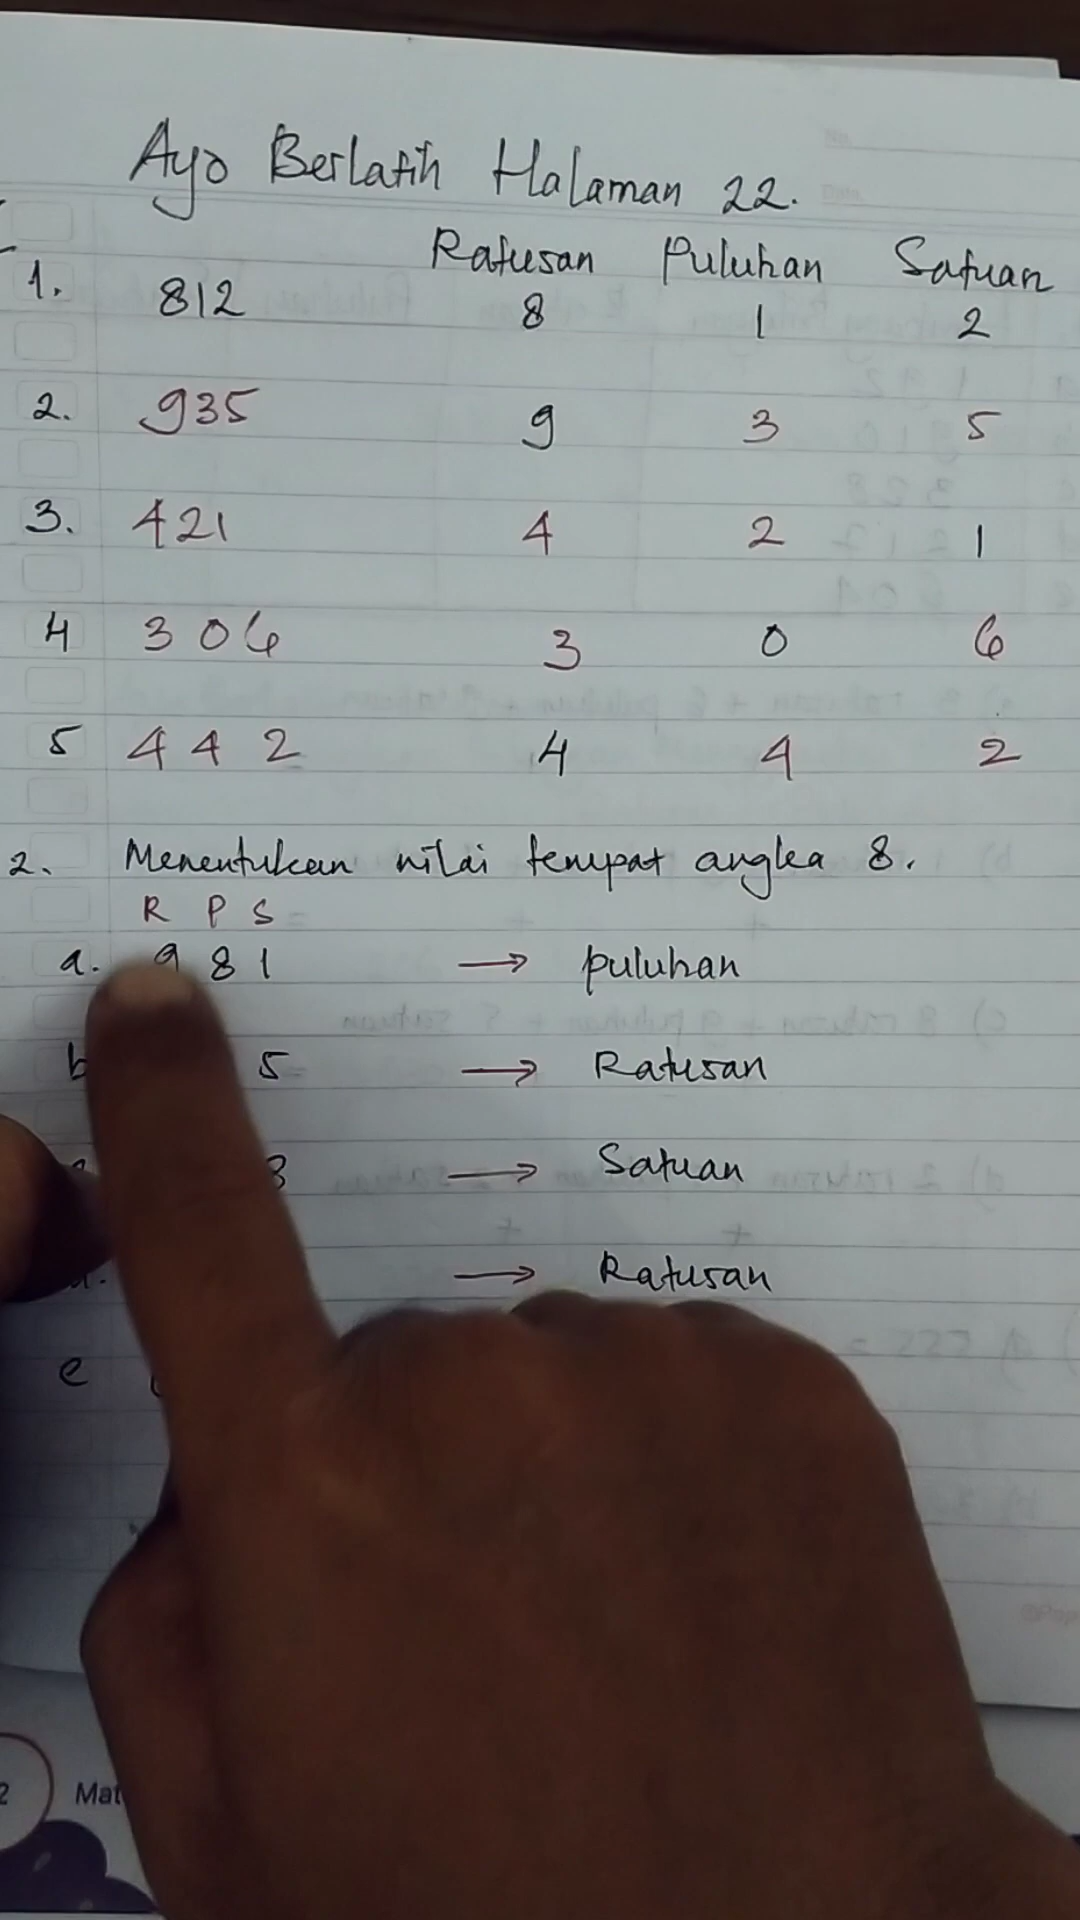 Ayo Berlatih Halaman 22.
Ratusan Puluhan Satuan
1. 812 8 1 2
2. 935 9 3 5
3. 421 4 2 1
4 306 3 0 6
5 442 4 4 2
2. Menentukan nilai tempat angka 8.
R P S
a. 981 → puluhan
b 5 → Ratusan
→ Satuan
→ Ratusan
e
Mat